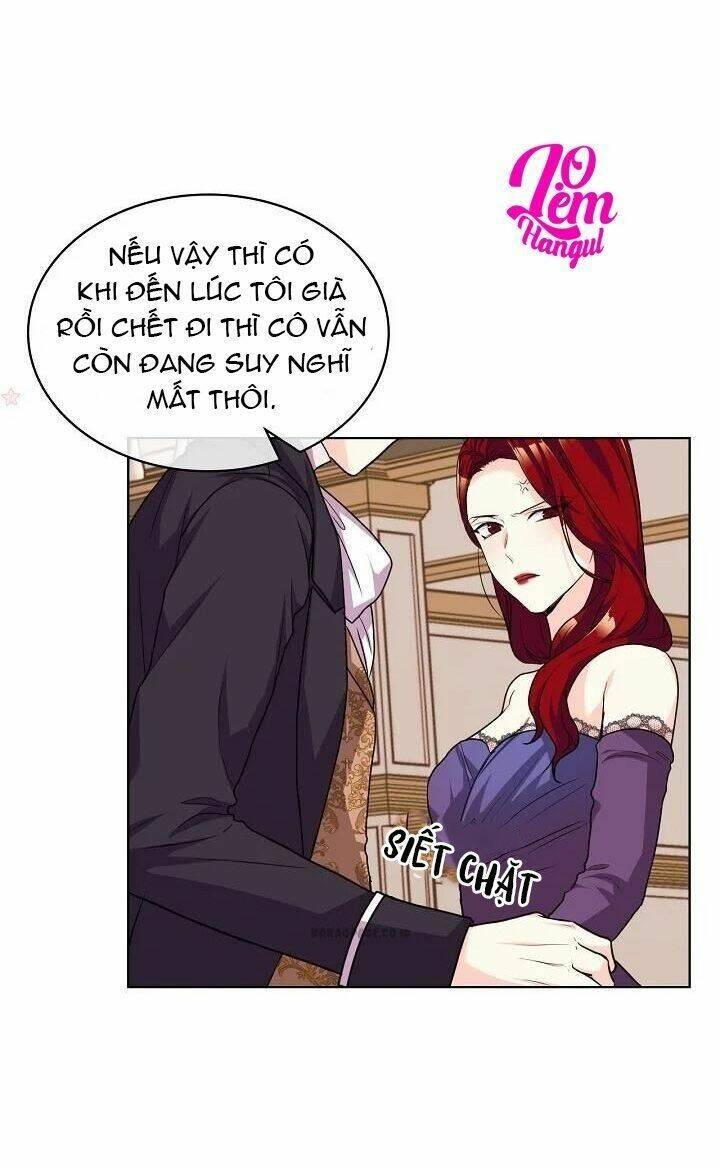 Lọ
Lem
Hangul
NẾU VẬY THÌ CÓ
KHI ĐẾN LÚC TÔI GIÀ
RỒI CHẾT ĐI THÌ CÔ VẪN
CÒN ĐANG SUY NGHĨ
MẤT THÔI.
SIẾT CHẶT